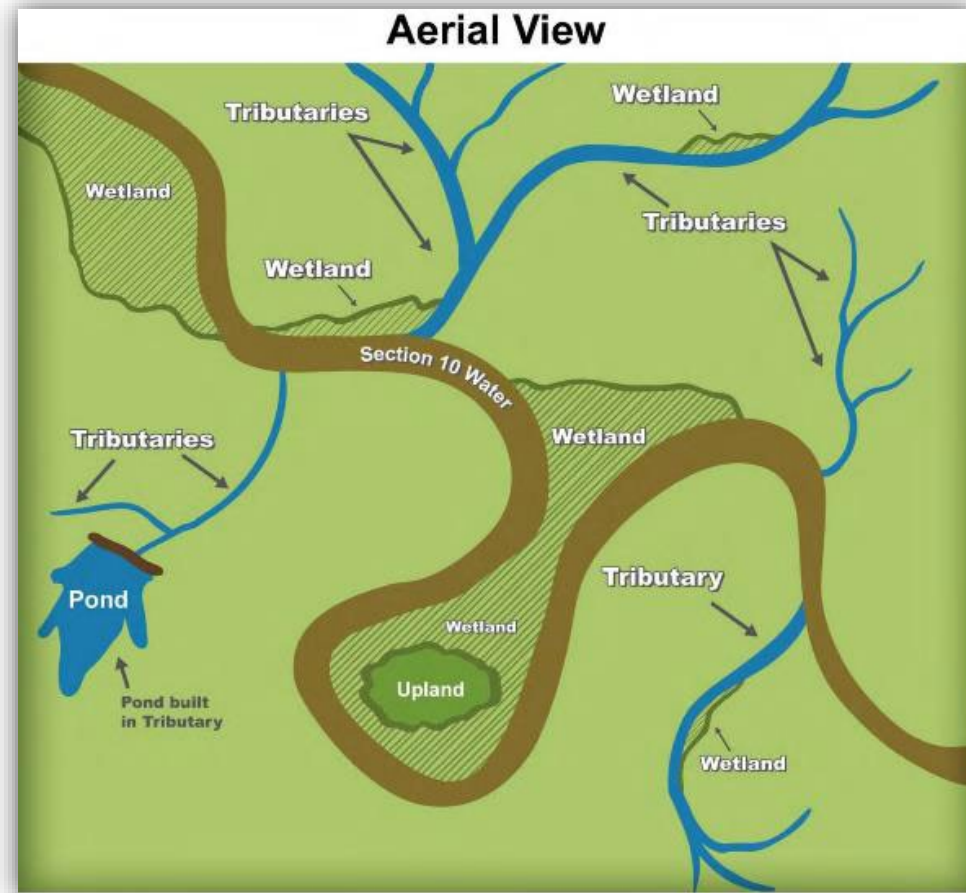 Aerial View
Wetland
Tributaries
Wetland
Tributaries
Wetland
Section 10 Water
Wetland
Tributaries
Tributary
Pond
Wetland
Upland
Pond built
in Tributary
Wetland